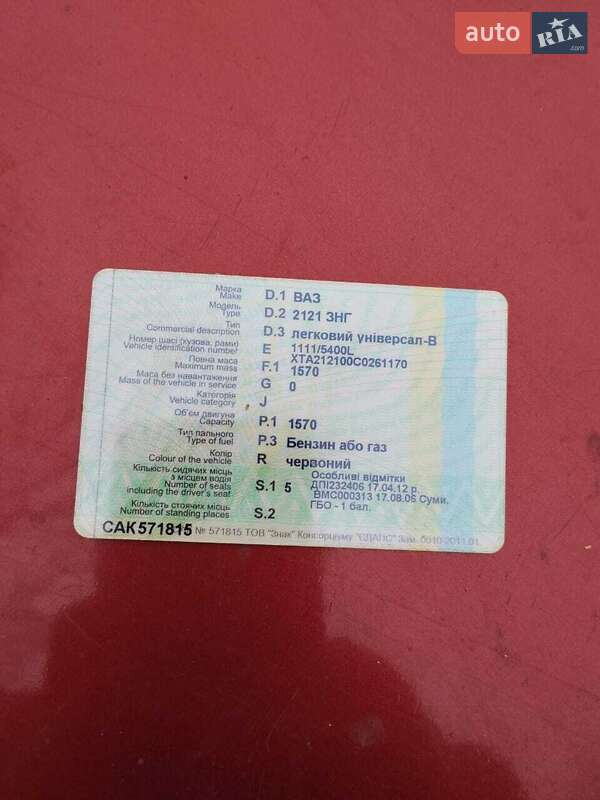 auto RIA .com
Марка
Make D.1 ВАЗ
Модель
Type D.2 2121 ЗНГ
Тип
Commercial description D.3 легковий універсал-В
Номер шасі (кузова, рами)
Vehicle identification number E 1111/5400L
XTA212100C0261170
Повна маса
Maximum mass F.1 1570
Маса без навантаження
Mass of the vehicle in service G 0
Категорія
Vehicle category J
Об'єм двигуна
Capacity P.1 1570
Тип пального
Type of fuel P.3 Бензин або газ
Колір
Colour of the vehicle R червоний
Кількість сидячих місць
з місцем водія
Number of seats
including the driver's seat S.1 5
Особливі відмітки
ДПІ232406 17.04.12 р.
ВМС000313 17.08.06 Суми.
ГБО - 1 бал.
Кількість стоячих місць
Number of standing places S.2
САК571815 № 571815 ТОВ "Знак" Консорціуму "ЄДАПС" Зам.